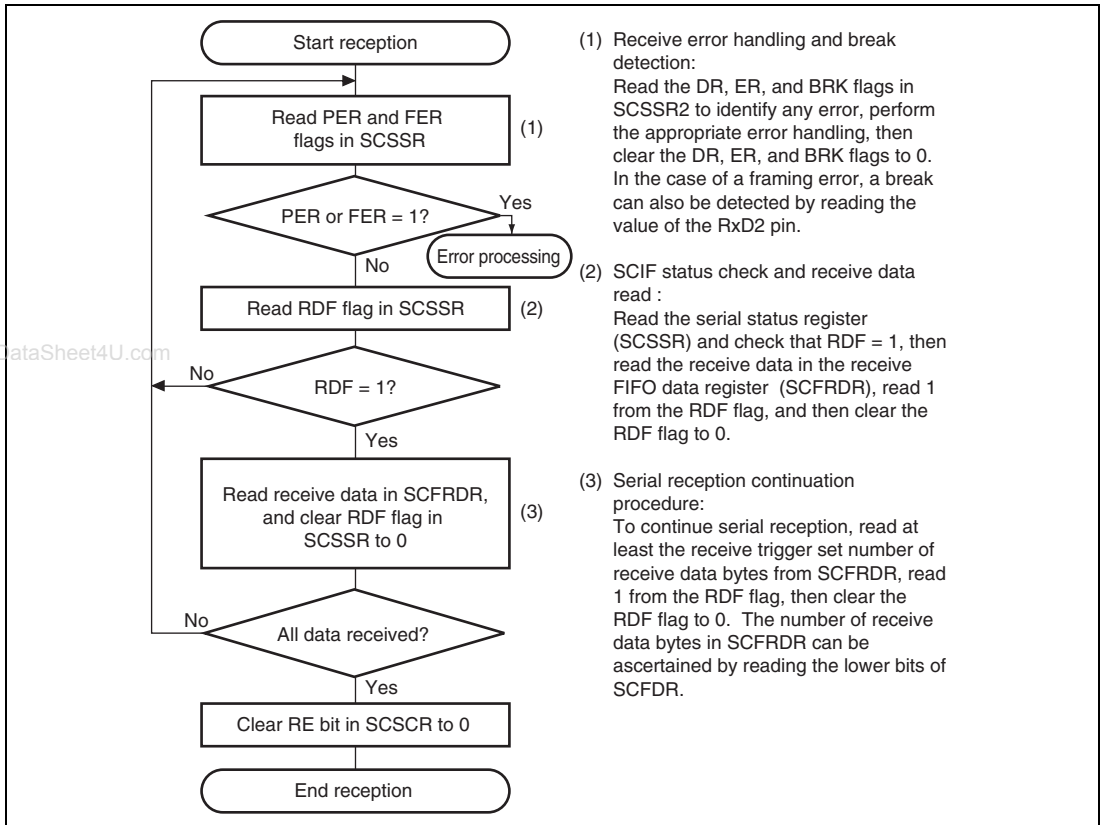 Start reception
Read PER and FER
flags in SCSSR
(1)
PER or FER = 1?
Yes
Error processing
No
Read RDF flag in SCSSR
(2)
No
RDF = 1?
Yes
Read receive data in SCFRDR,
and clear RDF flag in
SCSSR to 0
(3)
No
All data received?
Yes
Clear RE bit in SCSCR to 0
End reception
(1) Receive error handling and break
detection:
Read the DR, ER, and BRK flags in
SCSSR2 to identify any error, perform
the appropriate error handling, then
clear the DR, ER, and BRK flags to 0.
In the case of a framing error, a break
can also be detected by reading the
value of the RxD2 pin.
(2) SCIF status check and receive data
read :
Read the serial status register
(SCSSR) and check that RDF = 1, then
read the receive data in the receive
FIFO data register (SCFRDR), read 1
from the RDF flag, and then clear the
RDF flag to 0.
(3) Serial reception continuation
procedure:
To continue serial reception, read at
least the receive trigger set number of
receive data bytes from SCFRDR, read
1 from the RDF flag, then clear the
RDF flag to 0. The number of receive
data bytes in SCFRDR can be
ascertained by reading the lower bits of
SCFDR.
DataSheet4U.com